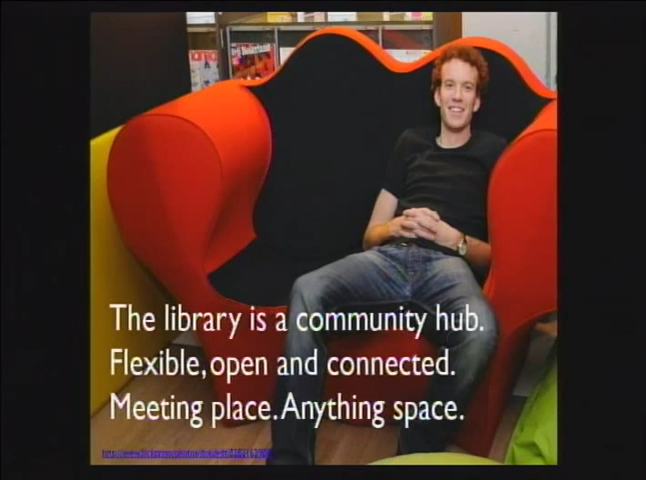 The library is a community hub.
Flexible, open and connected.
Meeting place. Anything space.